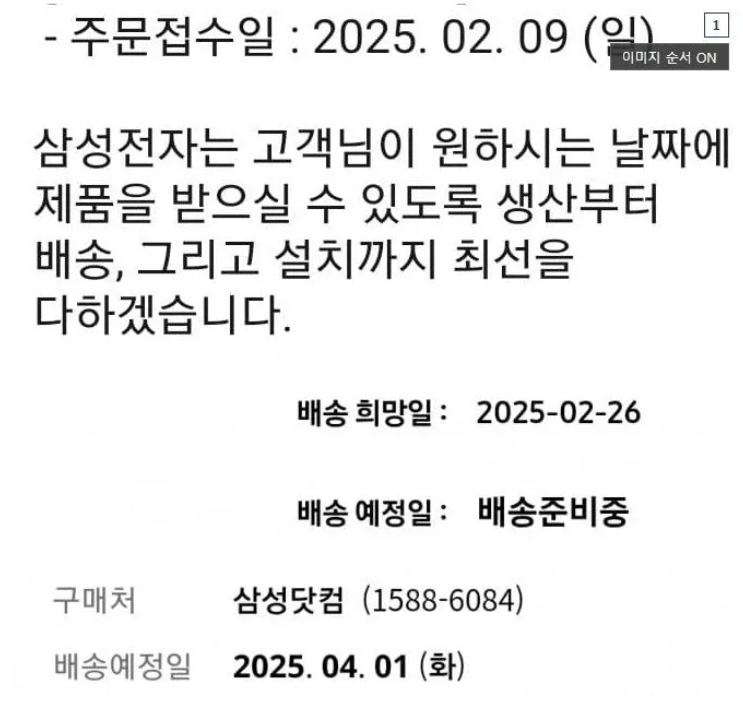 - 주문접수일 : 2025. 02. 09 (일)
1
이미지 순서 ON
삼성전자는 고객님이 원하시는 날짜에
제품을 받으실 수 있도록 생산부터
배송, 그리고 설치까지 최선을
다하겠습니다.
배송 희망일 : 2025-02-26
배송 예정일 : 배송준비중
구매처 삼성닷컴 (1588-6084)
배송예정일 2025. 04. 01 (화)